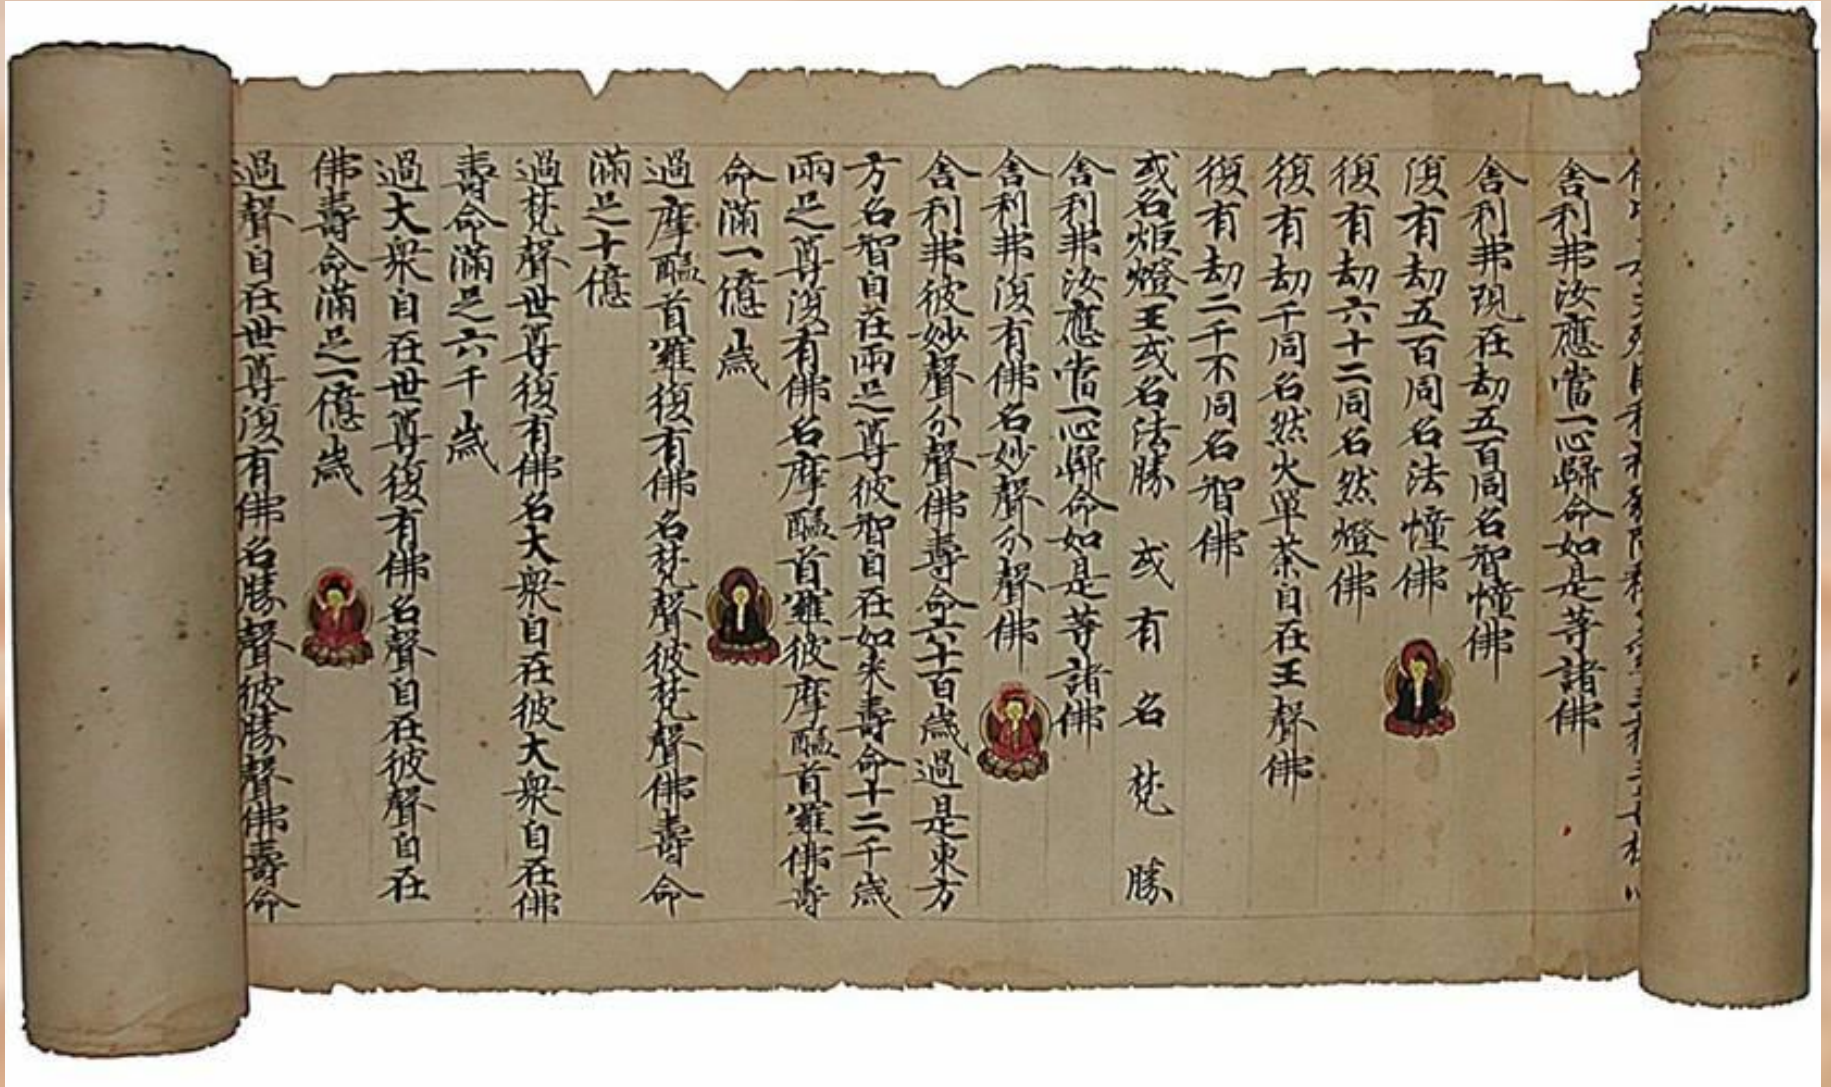 舍利弗汝應當一心歸命如是等諸佛
舍利弗現在劫五百同名智幢佛
復有劫五百同名法幢佛
復有劫六十二同名然燈佛
復有劫千同名然火單荼自在王聲佛
復有劫二千不同名智佛
或名炬燈王或名法勝 或有名梵勝
舍利弗汝應當一心歸命如是等諸佛
舍利弗復有佛名妙聲分聲佛
舍利弗彼妙聲分聲佛壽命六十百歲過是東方
方名智自在兩足尊彼智自在如来壽命十二千歲
兩足尊復有佛名摩醯首羅彼摩醯首羅佛壽
命滿一億歲
過摩醯首羅復有佛名梵聲彼梵聲佛壽命
滿足十億
過梵聲世尊復有佛名大衆自在彼大衆自在佛
壽命滿足六千歲
過大衆自在世尊復有佛名聲自在彼聲自在
佛壽命滿足一億歲
過聲自在世尊復有佛名勝聲彼勝聲佛壽命